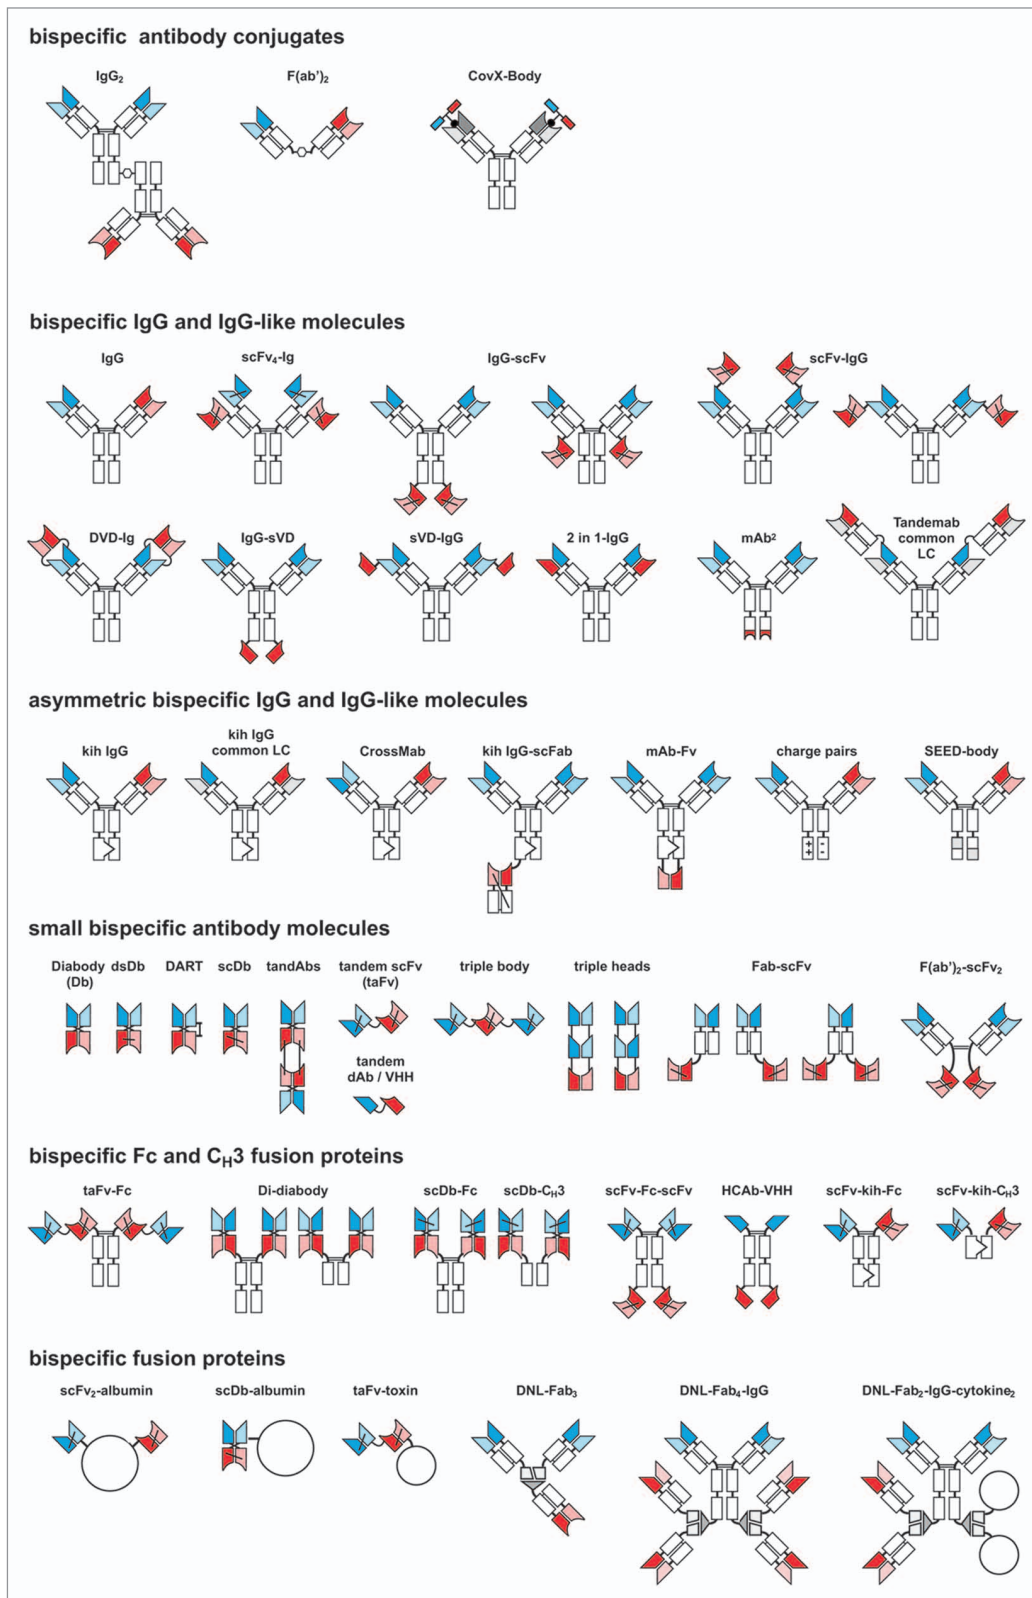 bispecific antibody conjugates
IgG₂
F(ab')₂
CovX-Body
bispecific IgG and IgG-like molecules
IgG
scFv₄-Ig
IgG-scFv
scFv-IgG
DVD-Ig
IgG-sVD
sVD-IgG
2 in 1-IgG
mAb²
Tandemab
common
LC
asymmetric bispecific IgG and IgG-like molecules
kih IgG
kih IgG
common LC
CrossMab
kih IgG-scFab
mAb-Fv
charge pairs
SEED-body
+
+
-
-
small bispecific antibody molecules
Diabody
(Db)
dsDb
DART
scDb
tandAbs
tandem scFv
(taFv)
triple body
triple heads
Fab-scFv
F(ab')₂-scFv₂
tandem
dAb / VHH
bispecific Fc and CH3 fusion proteins
taFv-Fc
Di-diabody
scDb-Fc
scDb-CH3
scFv-Fc-scFv
HCAb-VHH
scFv-kih-Fc
scFv-kih-CH3
bispecific fusion proteins
scFv₂-albumin
scDb-albumin
taFv-toxin
DNL-Fab₃
DNL-Fab₄-IgG
DNL-Fab₂-IgG-cytokine₂